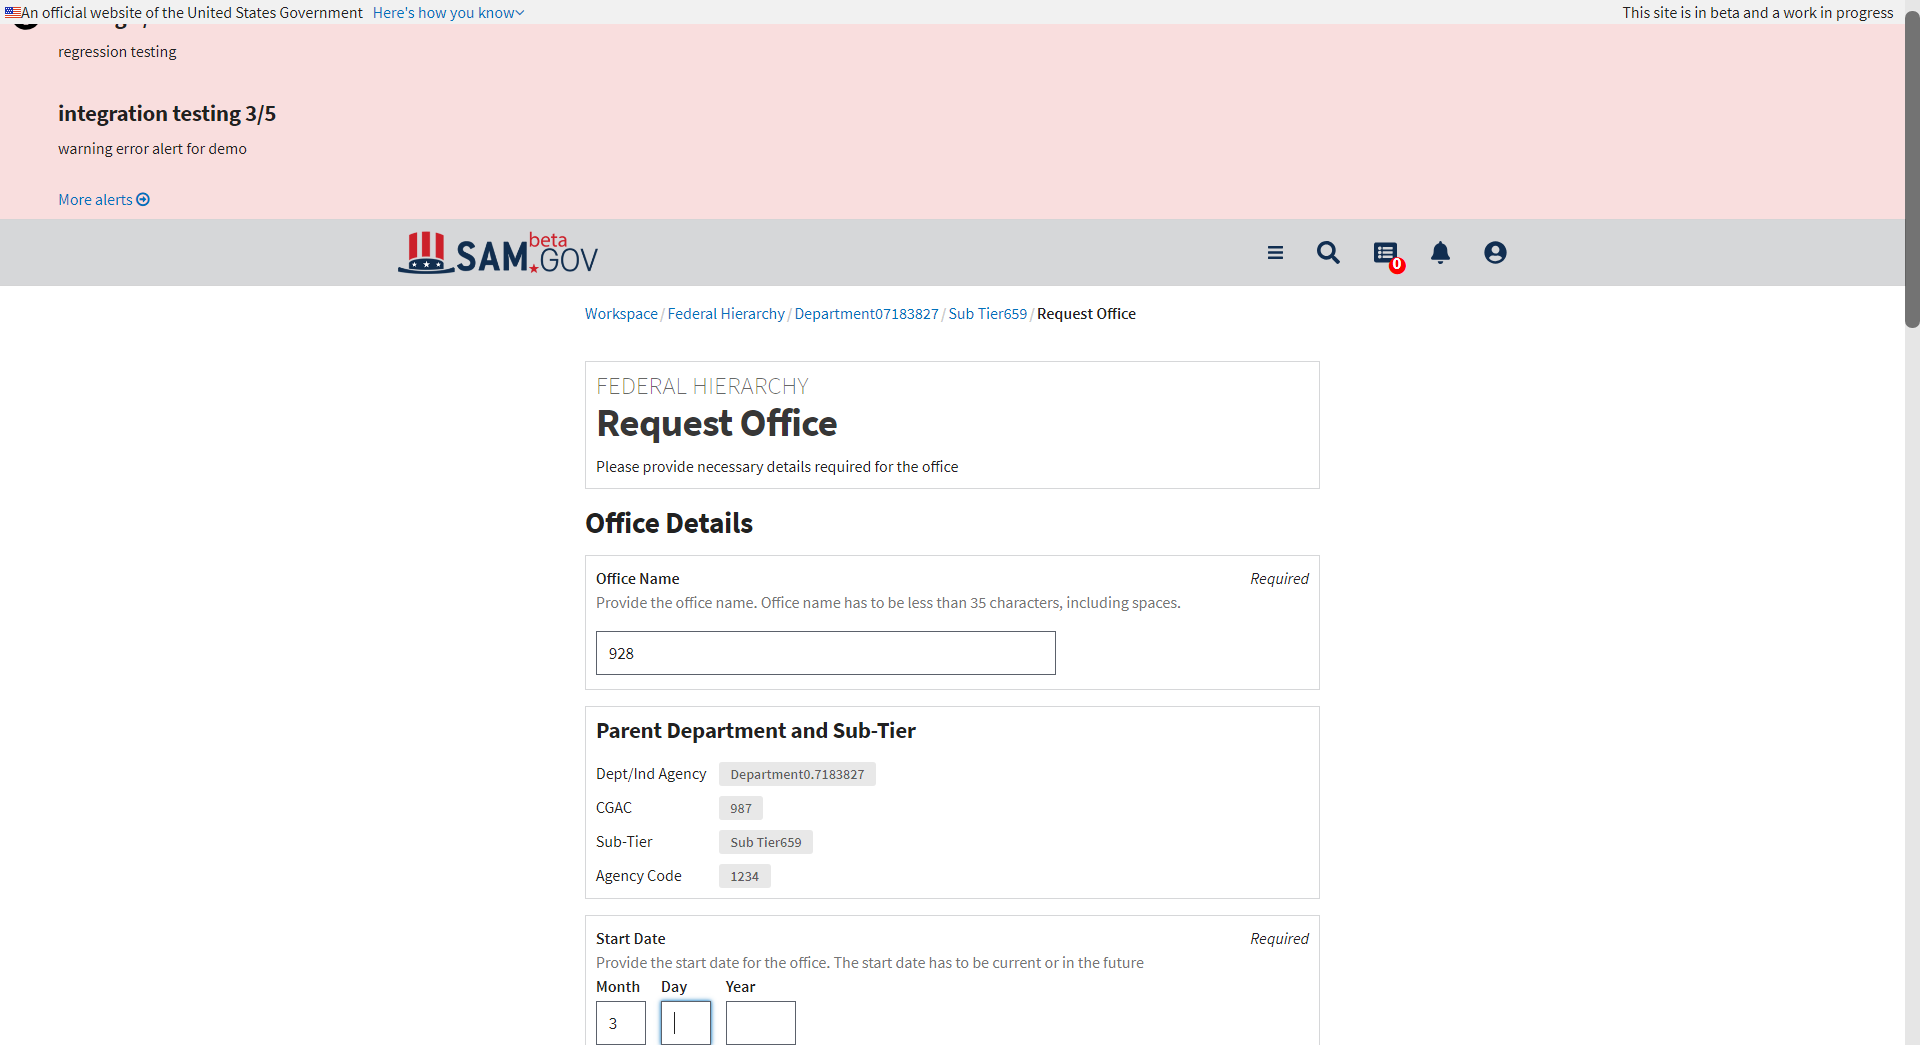 An official website of the United States Government Here's how you know
This site is in beta and a work in progress
regression testing
integration testing 3/5
warning error alert for demo
More alerts
SAM.GOV beta
0
Workspace / Federal Hierarchy / Department07183827 / Sub Tier659 / Request Office
FEDERAL HIERARCHY
Request Office
Please provide necessary details required for the office
Office Details
Office Name Required
Provide the office name. Office name has to be less than 35 characters, including spaces.
928
Parent Department and Sub-Tier
Dept/Ind Agency Department0.7183827
CGAC 987
Sub-Tier Sub Tier659
Agency Code 1234
Start Date Required
Provide the start date for the office. The start date has to be current or in the future
Month Day Year
3